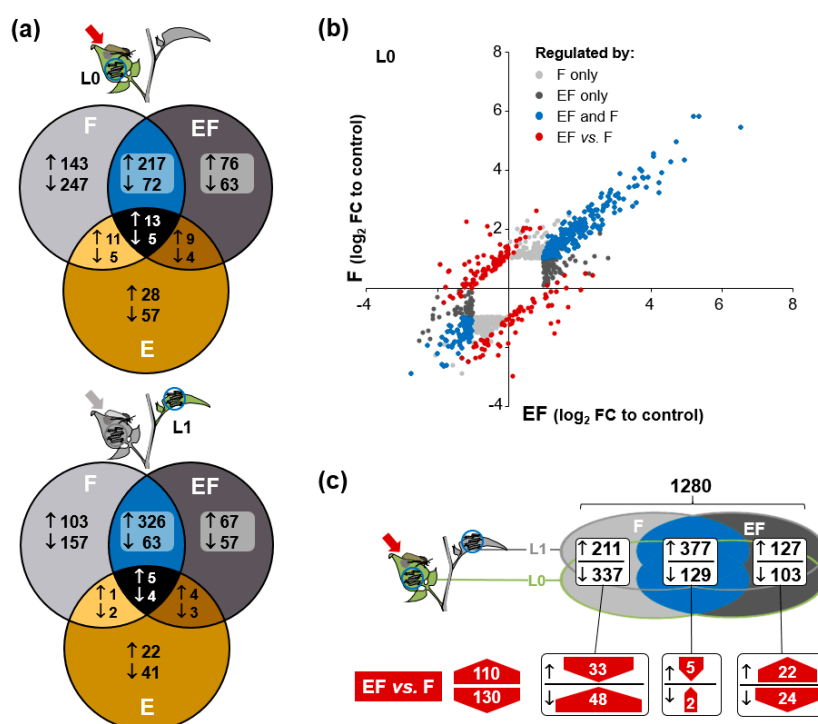 (a)
L0
F
EF
↑ 143
↓ 247
↑ 217
↓ 72
↑ 76
↓ 63
↑ 13
↓ 5
↑ 11
↓ 5
↑ 9
↓ 4
↑ 28
↓ 57
E
L1
F
EF
↑ 103
↓ 157
↑ 326
↓ 63
↑ 67
↓ 57
↑ 5
↓ 4
↑ 1
↓ 2
↑ 4
↓ 3
↑ 22
↓ 41
E
(b)
L0
Regulated by:
F only
EF only
EF and F
EF vs. F
8
6
4
2
-4
-4
4
6
8
F (log2 FC to control)
EF (log2 FC to control)
(c)
1280
F
EF
L1
L0
↑ 211
↓ 337
↑ 377
↓ 129
↑ 127
↓ 103
EF vs. F
110
130
↑ 33
↓ 48
↑ 5
↓ 2
↑ 22
↓ 24